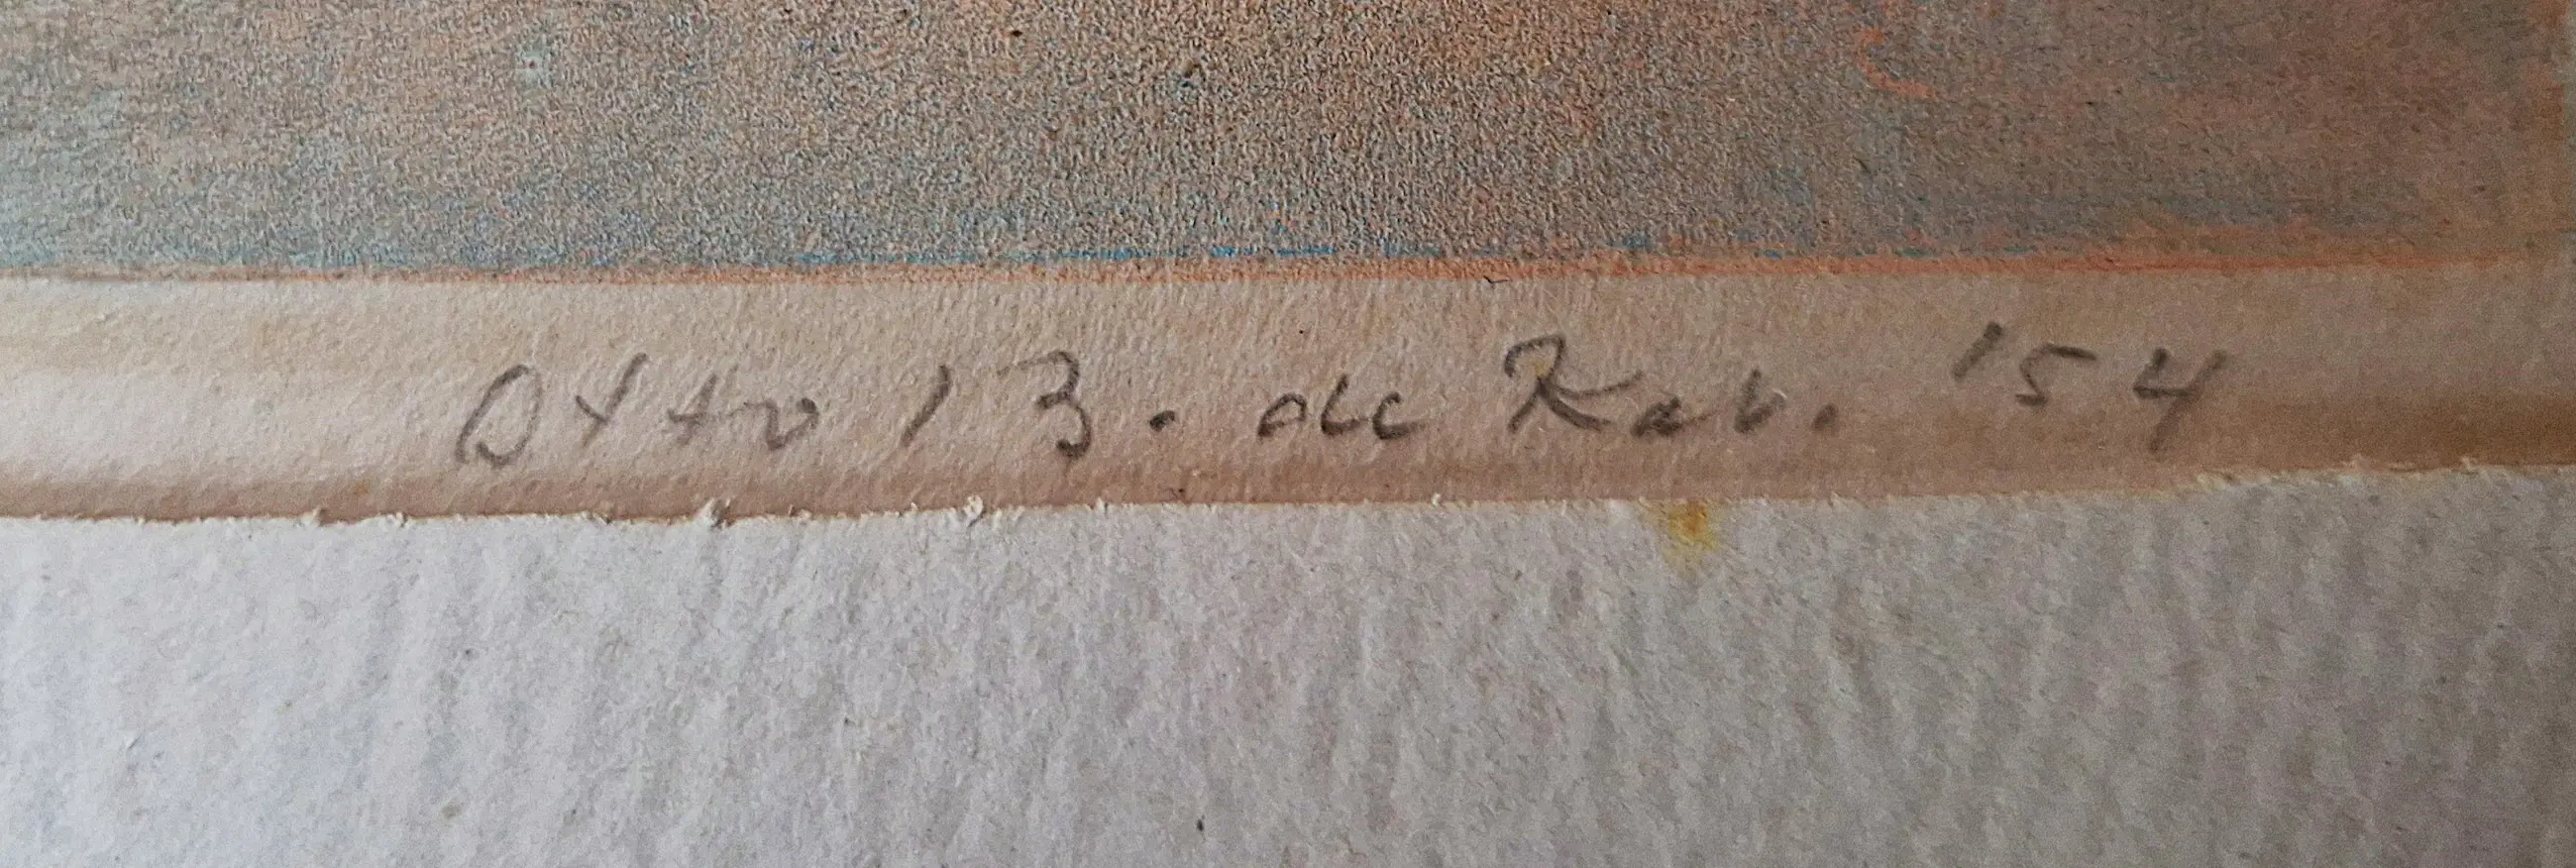 Otto B. de Kat. '54